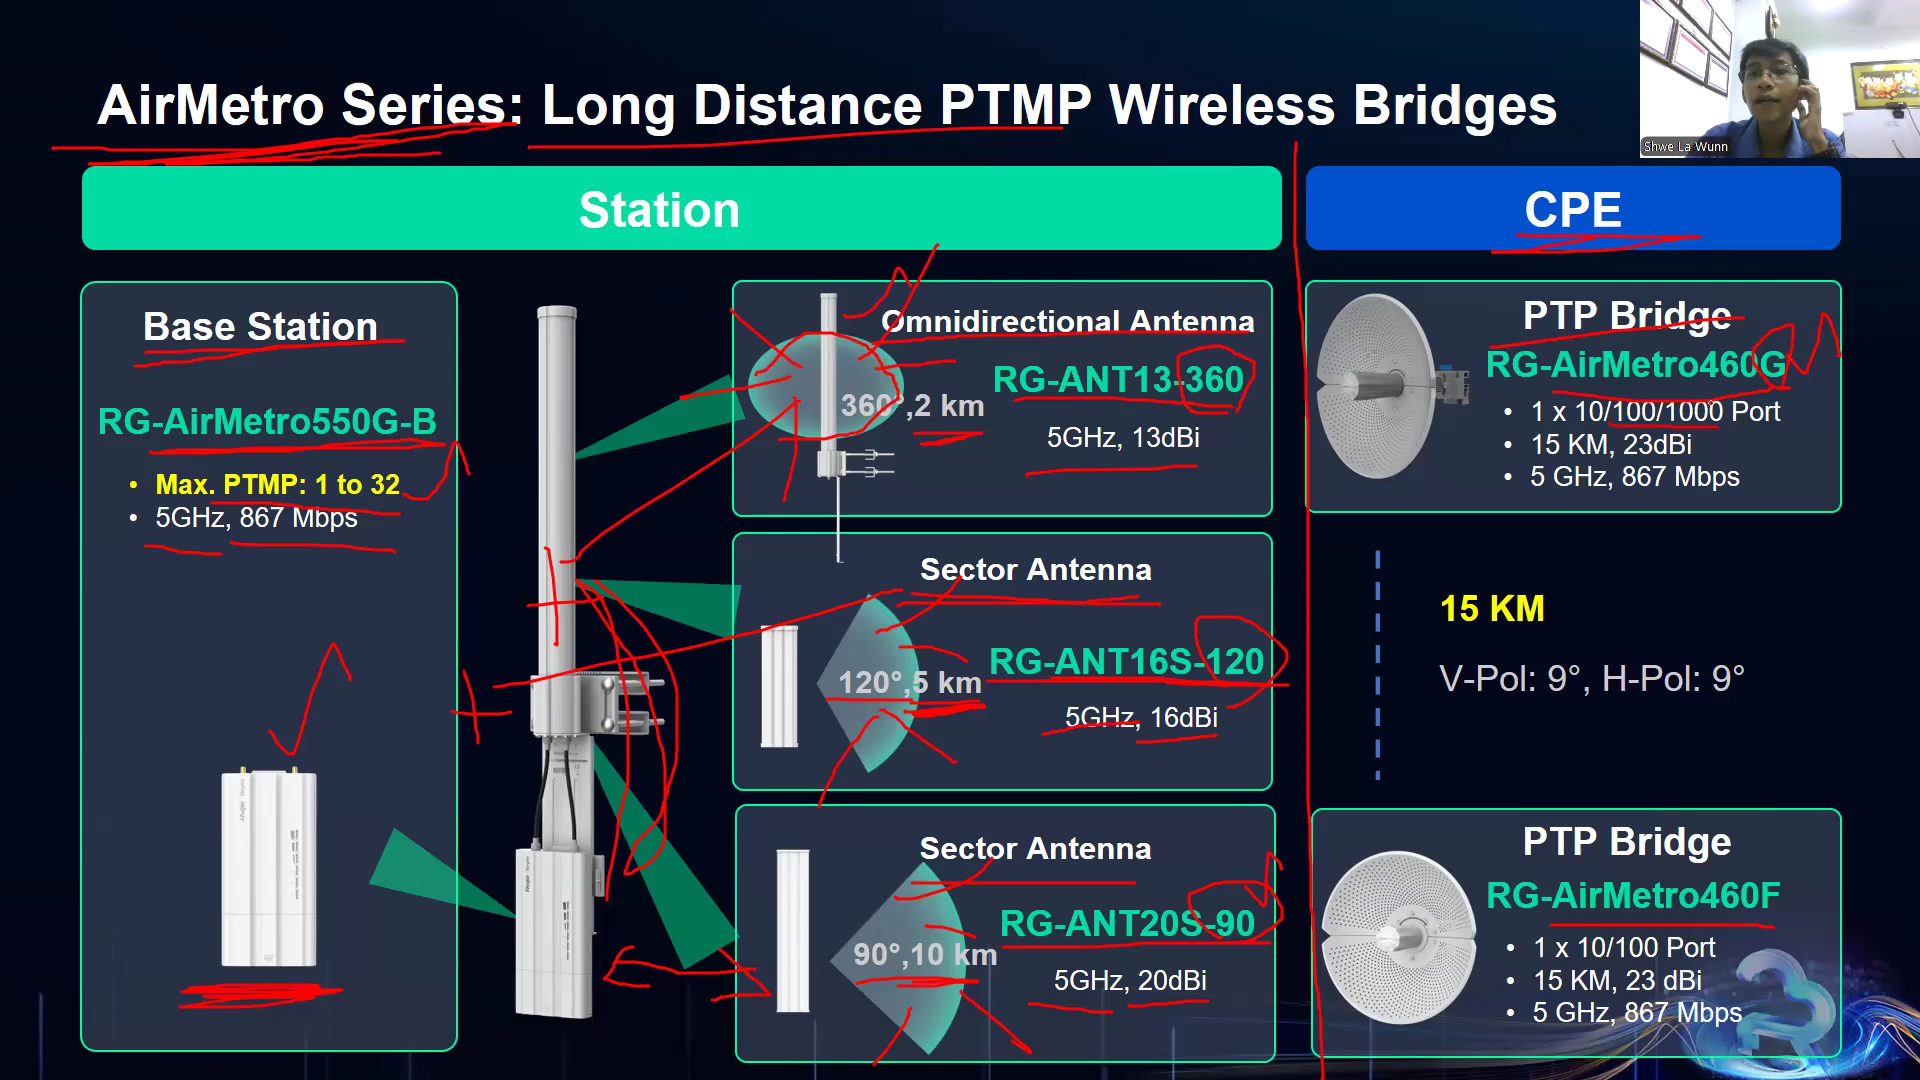 AirMetro Series: Long Distance PTMP Wireless Bridges
Shwe La Wunn
Station
CPE
Base Station
RG-AirMetro550G-B
• Max. PTMP: 1 to 32
• 5GHz, 867 Mbps
Omnidirectional Antenna
RG-ANT13-360
360°,2 km
5GHz, 13dBi
Sector Antenna
RG-ANT16S-120
120°,5 km
5GHz, 16dBi
Sector Antenna
RG-ANT20S-90
90°,10 km
5GHz, 20dBi
PTP Bridge
RG-AirMetro460G
• 1 x 10/100/1000 Port
• 15 KM, 23dBi
• 5 GHz, 867 Mbps
15 KM
V-Pol: 9°, H-Pol: 9°
PTP Bridge
RG-AirMetro460F
• 1 x 10/100 Port
• 15 KM, 23 dBi
• 5 GHz, 867 Mbps